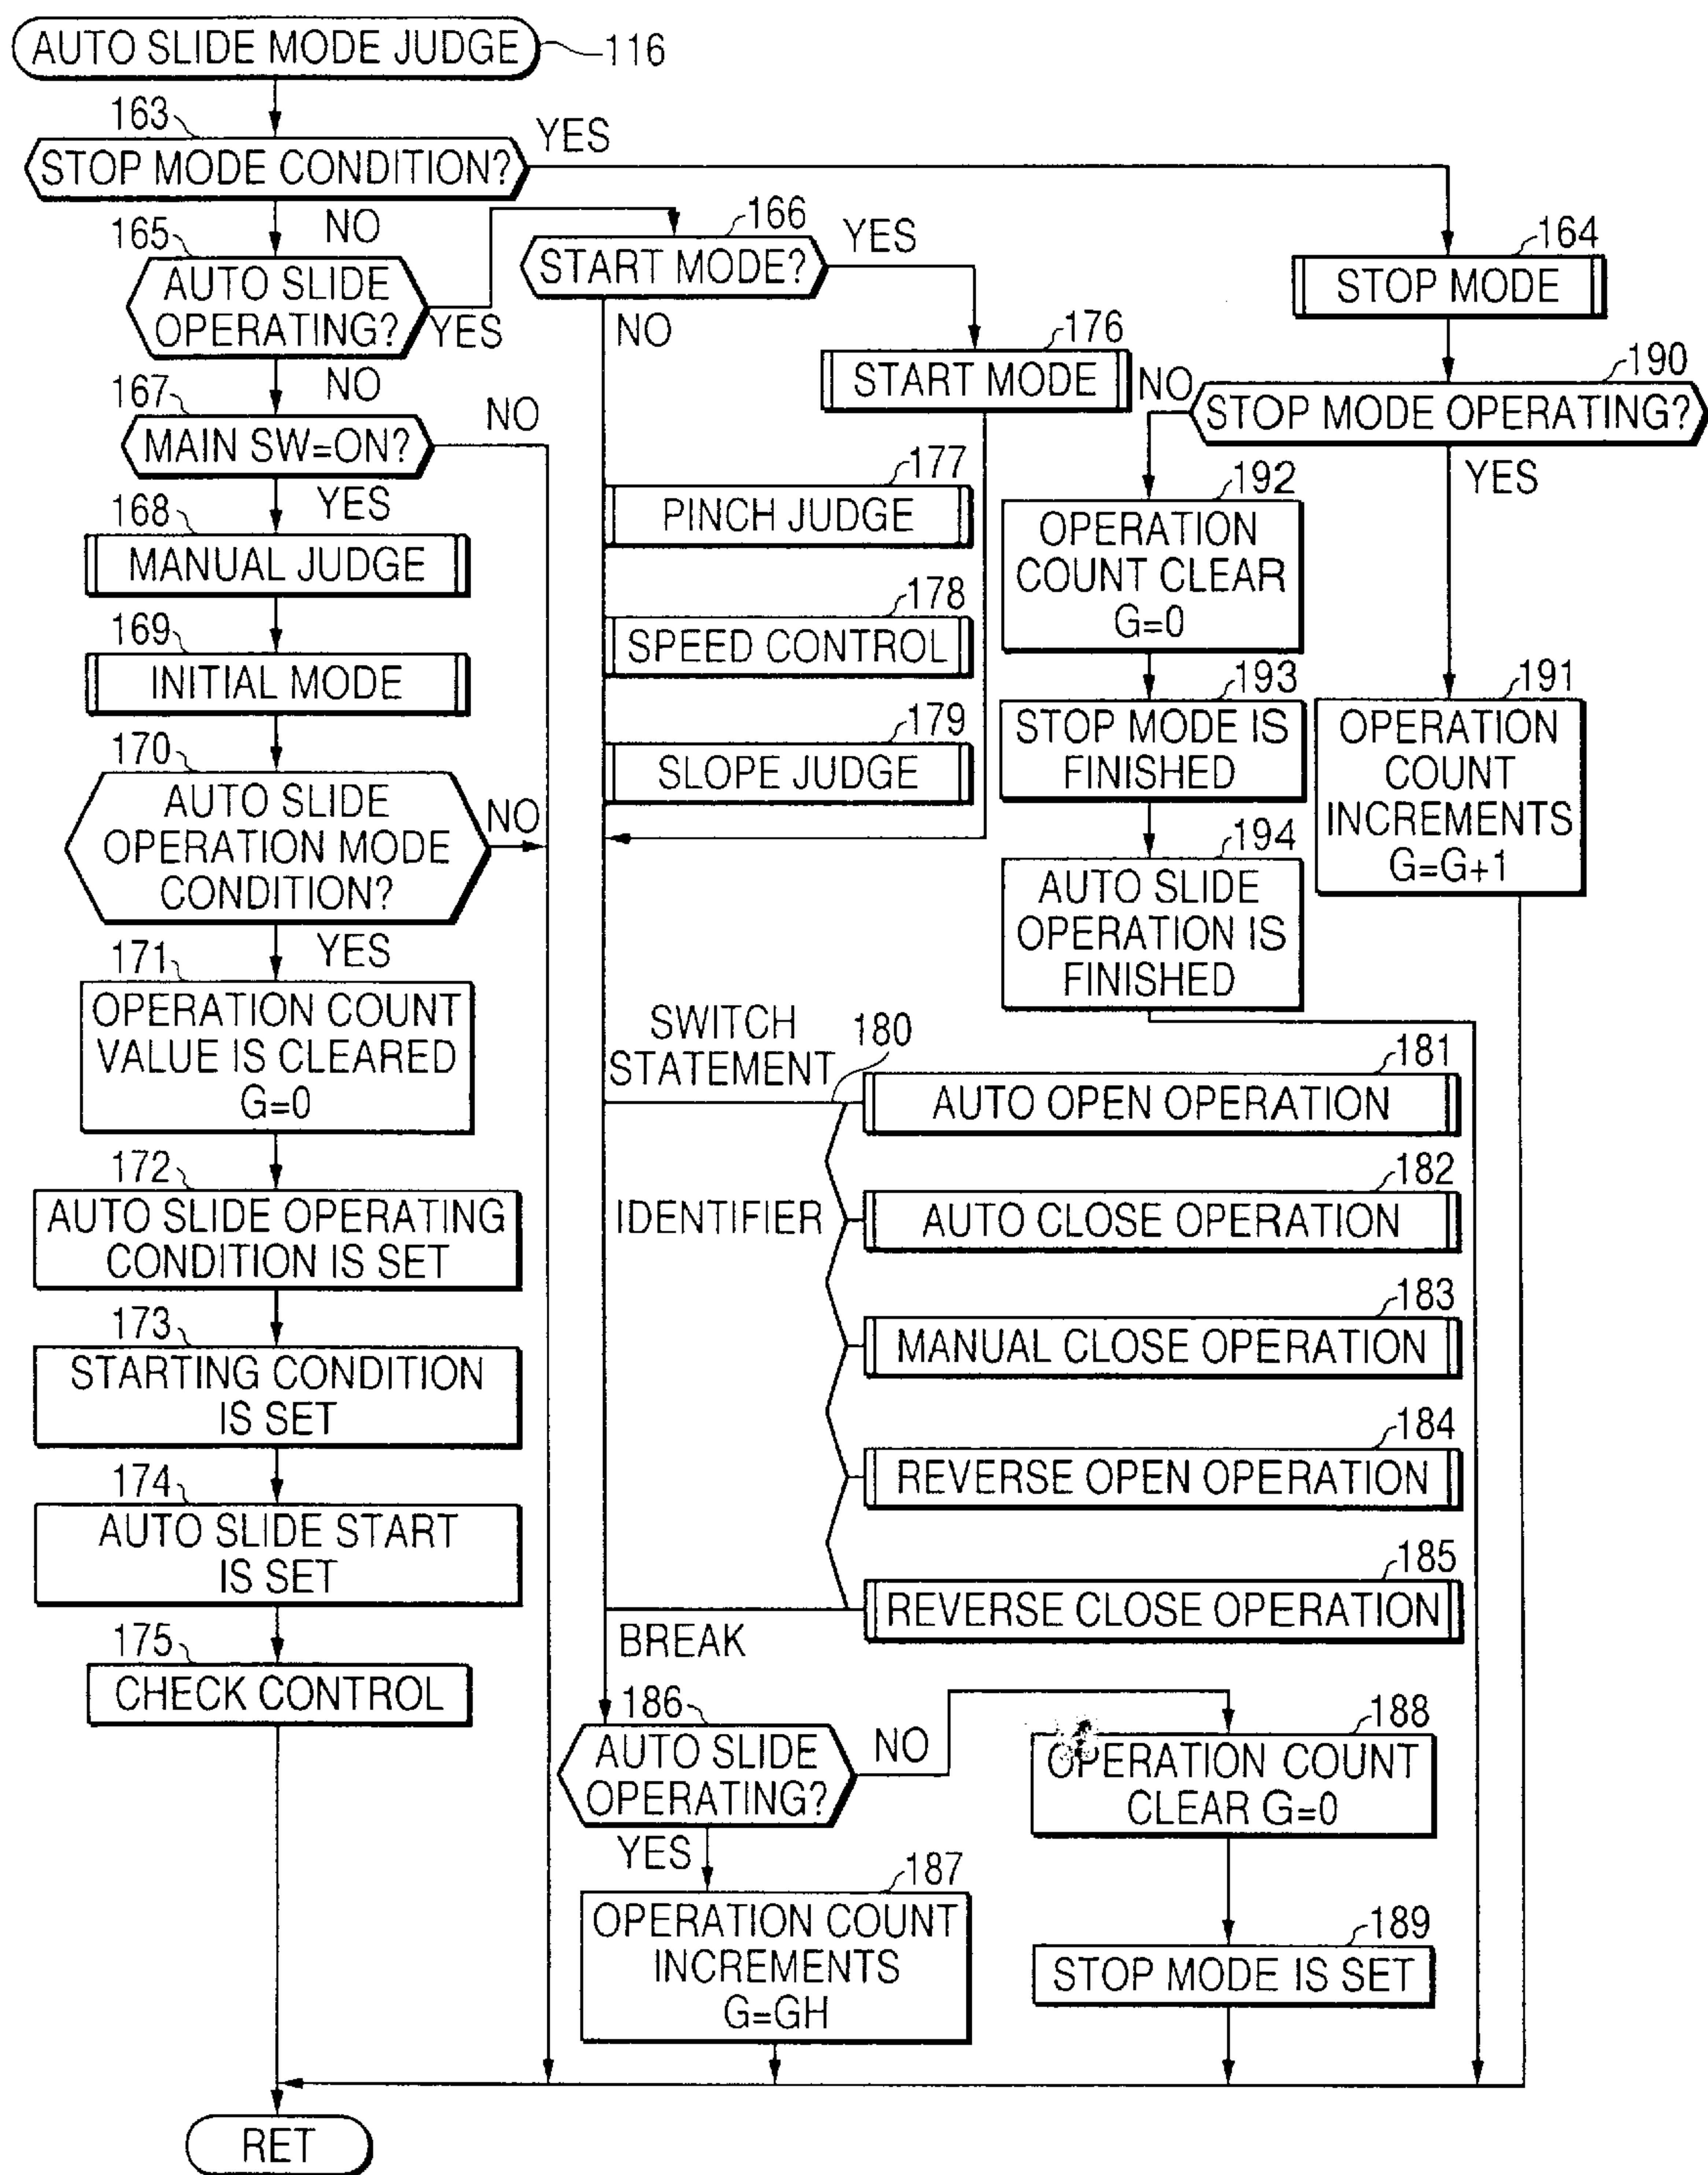 AUTO SLIDE MODE JUDGE
116
163
YES
STOP MODE CONDITION?
NO
165
AUTO SLIDE
OPERATING?
YES
166
START MODE?
YES
164
STOP MODE
NO
167
MAIN SW=ON?
NO
NO
176
START MODE
190
STOP MODE OPERATING?
NO
YES
YES
168
MANUAL JUDGE
177
PINCH JUDGE
192
OPERATION
COUNT CLEAR
G=0
169
INITIAL MODE
178
SPEED CONTROL
193
STOP MODE IS
FINISHED
191
OPERATION
COUNT
INCREMENTS
G=G+1
170
AUTO SLIDE
OPERATION MODE
CONDITION?
NO
YES
179
SLOPE JUDGE
194
AUTO SLIDE
OPERATION IS
FINISHED
171
OPERATION COUNT
VALUE IS CLEARED
G=0
SWITCH
STATEMENT
180
181
AUTO OPEN OPERATION
172
AUTO SLIDE OPERATING
CONDITION IS SET
IDENTIFIER
182
AUTO CLOSE OPERATION
173
STARTING CONDITION
IS SET
183
MANUAL CLOSE OPERATION
174
AUTO SLIDE START
IS SET
184
REVERSE OPEN OPERATION
185
REVERSE CLOSE OPERATION
175
CHECK CONTROL
BREAK
186
AUTO SLIDE
OPERATING?
NO
YES
188
OPERATION COUNT
CLEAR G=0
187
OPERATION COUNT
INCREMENTS
G=GH
189
STOP MODE IS SET
RET